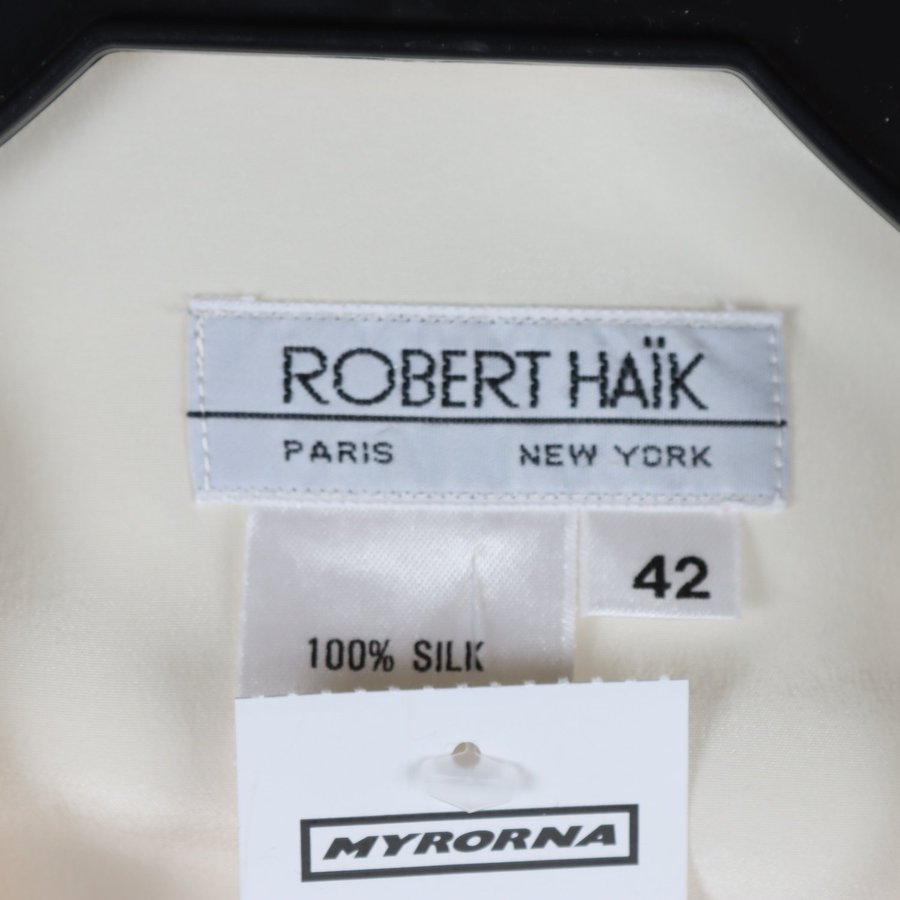 ROBERT HAÏK
PARIS NEW YORK
42
100% SILK
MYRORNA